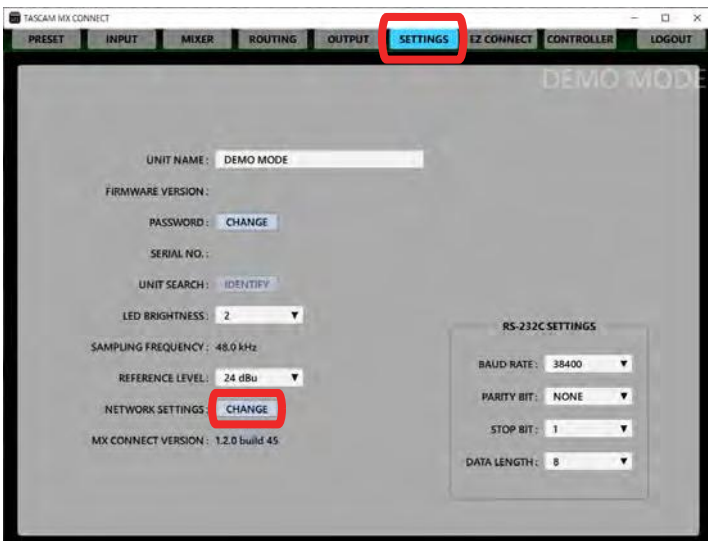 TASCAM MX CONNECT
PRESET INPUT MIXER ROUTING OUTPUT SETTINGS EZ CONNECT CONTROLLER LOGOUT
DEMO MODE
UNIT NAME: DEMO MODE
FIRMWARE VERSION:
PASSWORD: CHANGE
SERIAL NO.:
UNIT SEARCH: IDENTIFY
LED BRIGHTNESS: 2
SAMPLING FREQUENCY: 48.0 kHz
REFERENCE LEVEL: 24 dBu
NETWORK SETTINGS: CHANGE
MX CONNECT VERSION: 1.2.0 build 45
RS-232C SETTINGS
BAUD RATE: 38400
PARITY BIT: NONE
STOP BIT: 1
DATA LENGTH: 8